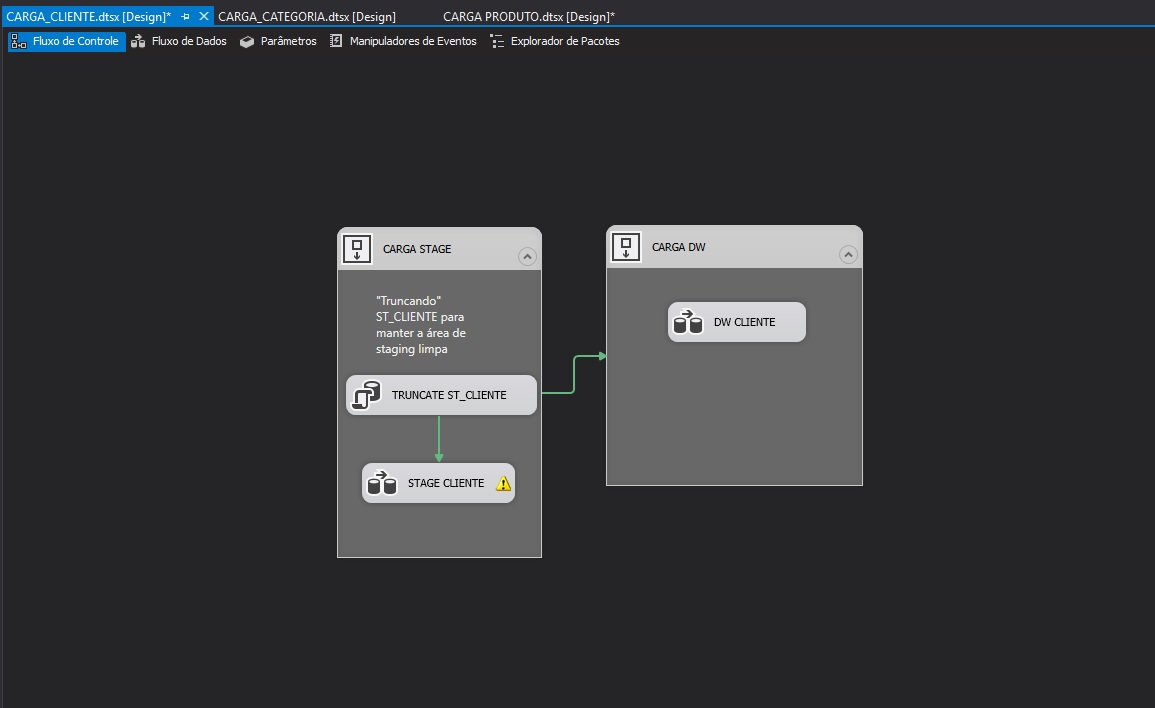 CARGA_CLIENTE.dtsx [Design]* CARGA_CATEGORIA.dtsx [Design] CARGA PRODUTO.dtsx [Design]*
Fluxo de Controle Fluxo de Dados Parâmetros Manipuladores de Eventos Explorador de Pacotes
CARGA STAGE
"Truncando"
ST_CLIENTE para
manter a área de
staging limpa
TRUNCATE ST_CLIENTE
STAGE CLIENTE
CARGA DW
DW CLIENTE